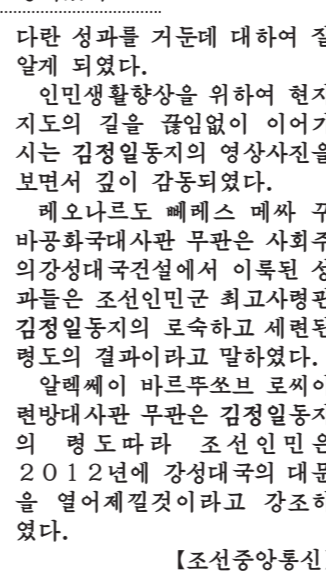 다란 성과를 거둔데 대하여 잘
알게 되였다.
인민생활향상을 위하여 현지
지도의 길을 끊임없이 이어가
시는 김정일동지의 영상사진을
보면서 깊이 감동되였다.
레오나르도 뻬레스 메싸 꾸
바공화국대사관 무관은 사회주
의강성대국건설에서 이룩된 성
과들은 조선인민군 최고사령관
김정일동지의 로숙하고 세련된
령도의 결과이라고 말하였다.
알렉쎄이 바르뚜쏘브 로씨야
련방대사관 무관은 김정일동지
의 령도따라 조선인민은
2012년에 강성대국의 대문
을 열어제낄것이라고 강조하
였다.
【조선중앙통신】